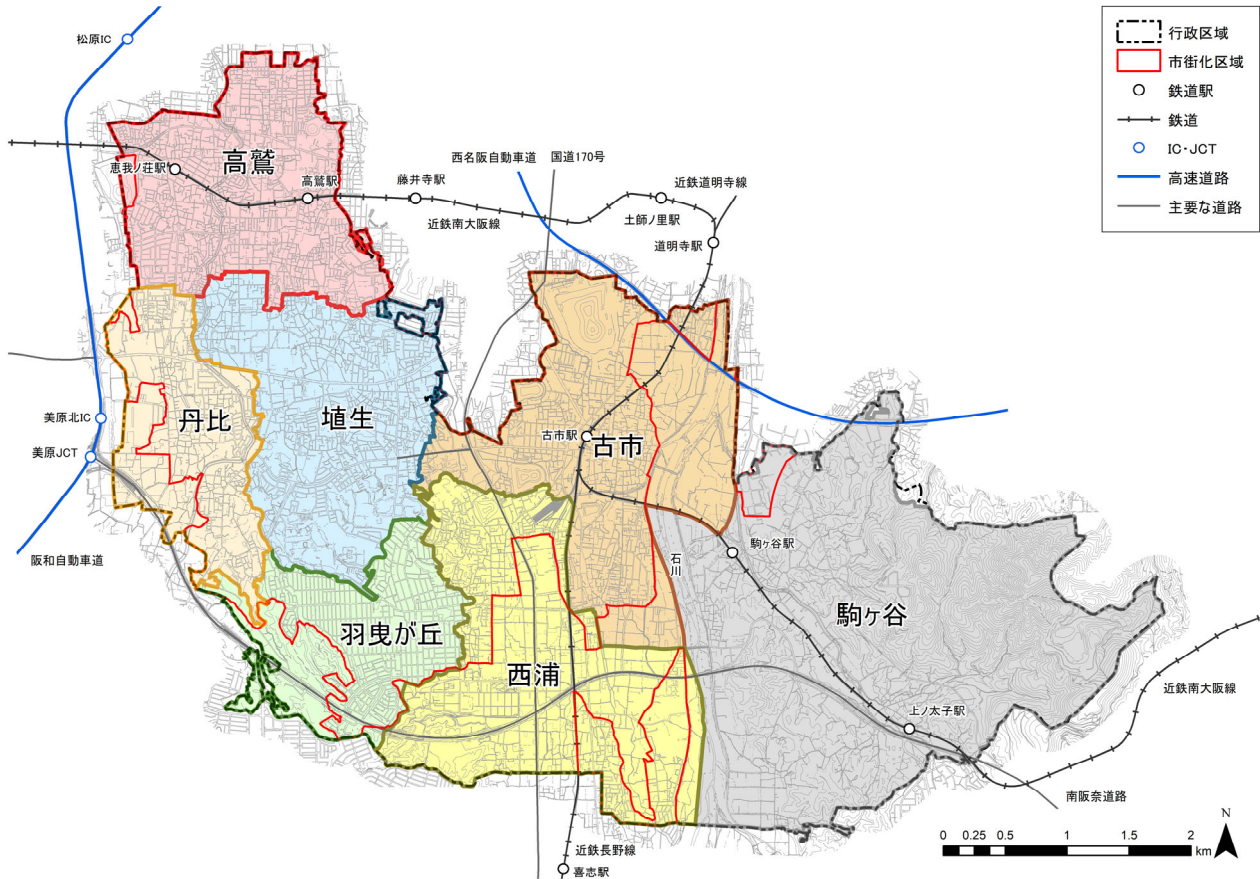 松原IC
行政区域
市街化区域
鉄道駅
鉄道
IC・JCT
高速道路
主要な道路
恵我ノ荘駅
高鷲
高鷲駅
藤井寺駅
西名阪自動車道
国道170号
近鉄道明寺線
近鉄南大阪線
土師ノ里駅
道明寺駅
丹比
埴生
美原北IC
美原JCT
古市駅
古市
阪和自動車道
石川
駒ヶ谷駅
駒ヶ谷
羽曳が丘
西浦
近鉄南大阪線
上ノ太子駅
南阪奈道路
近鉄長野線
喜志駅
N
0 0.25 0.5 1 1.5 2
km